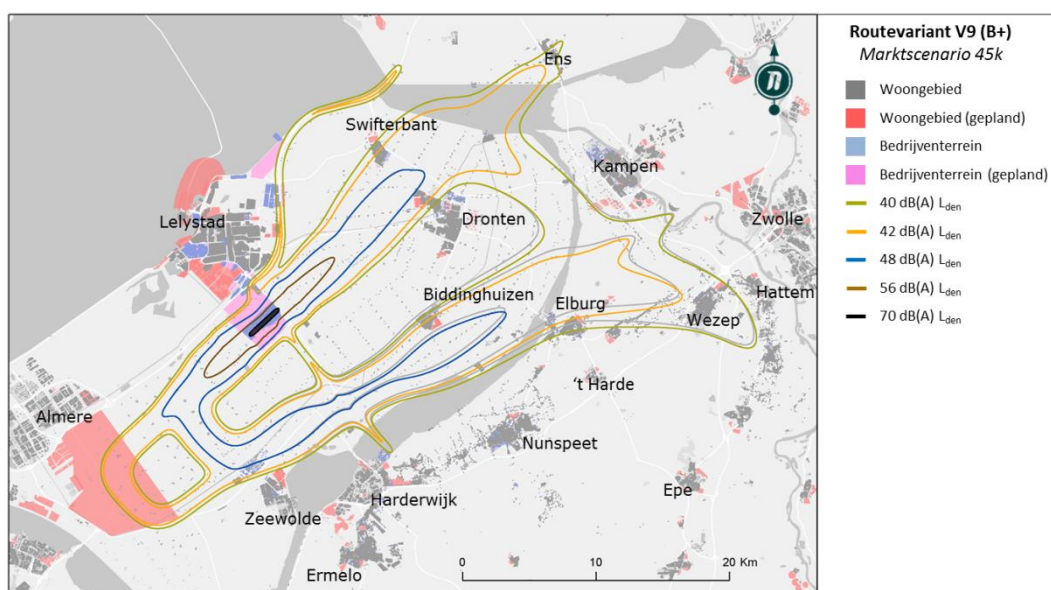 Ens
Swifterbant
Kampen
Lelystad
Dronten
Zwolle
Hattem
Biddinghuizen
Elburg
Wezep
't Harde
Almere
Nunspeet
Epe
Harderwijk
Zeewolde
Ermelo
0 10 20 Km
Routevariant V9 (B+)
Marktscenario 45k
Woongebied
Woongebied (gepland)
Bedrijventerrein
Bedrijventerrein (gepland)
40 dB(A) Lden
42 dB(A) Lden
48 dB(A) Lden
56 dB(A) Lden
70 dB(A) Lden